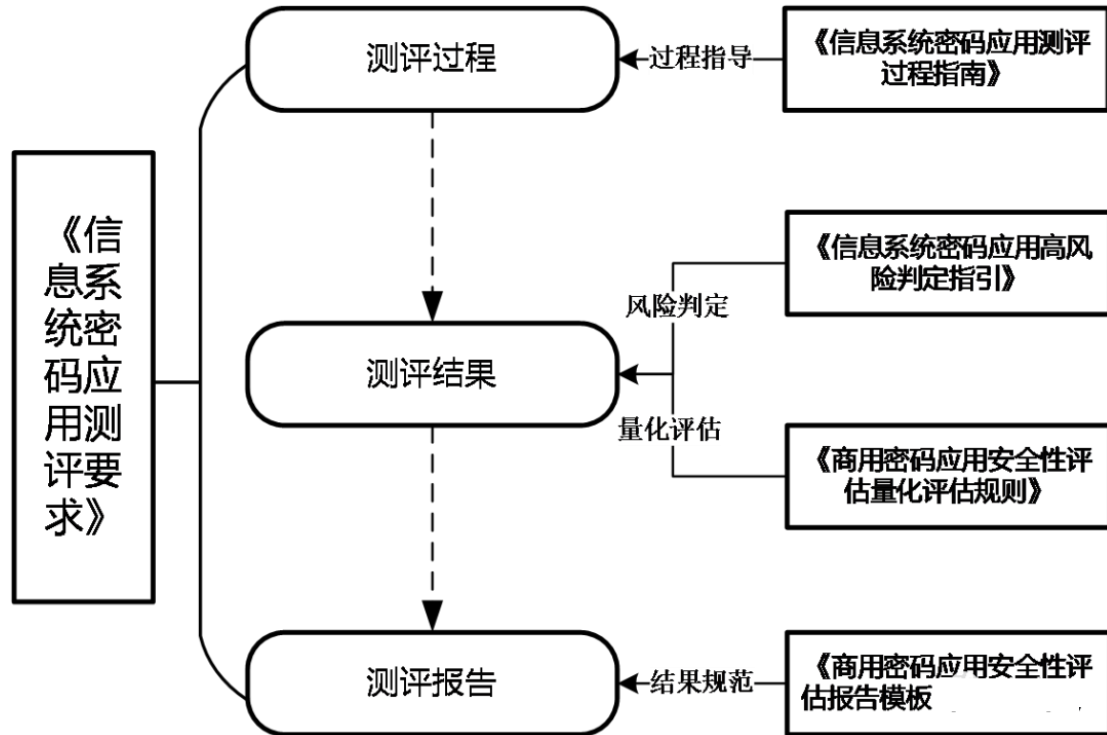 测评过程
过程指导
《信息系统密码应用测评
过程指南》
《信
息系
统密
码应
用测
评要
求》
《信息系统密码应用高风
险判定指引》
风险判定
测评结果
量化评估
《商用密码应用安全性评
估量化评估规则》
测评报告
结果规范
《商用密码应用安全性评
估报告模板